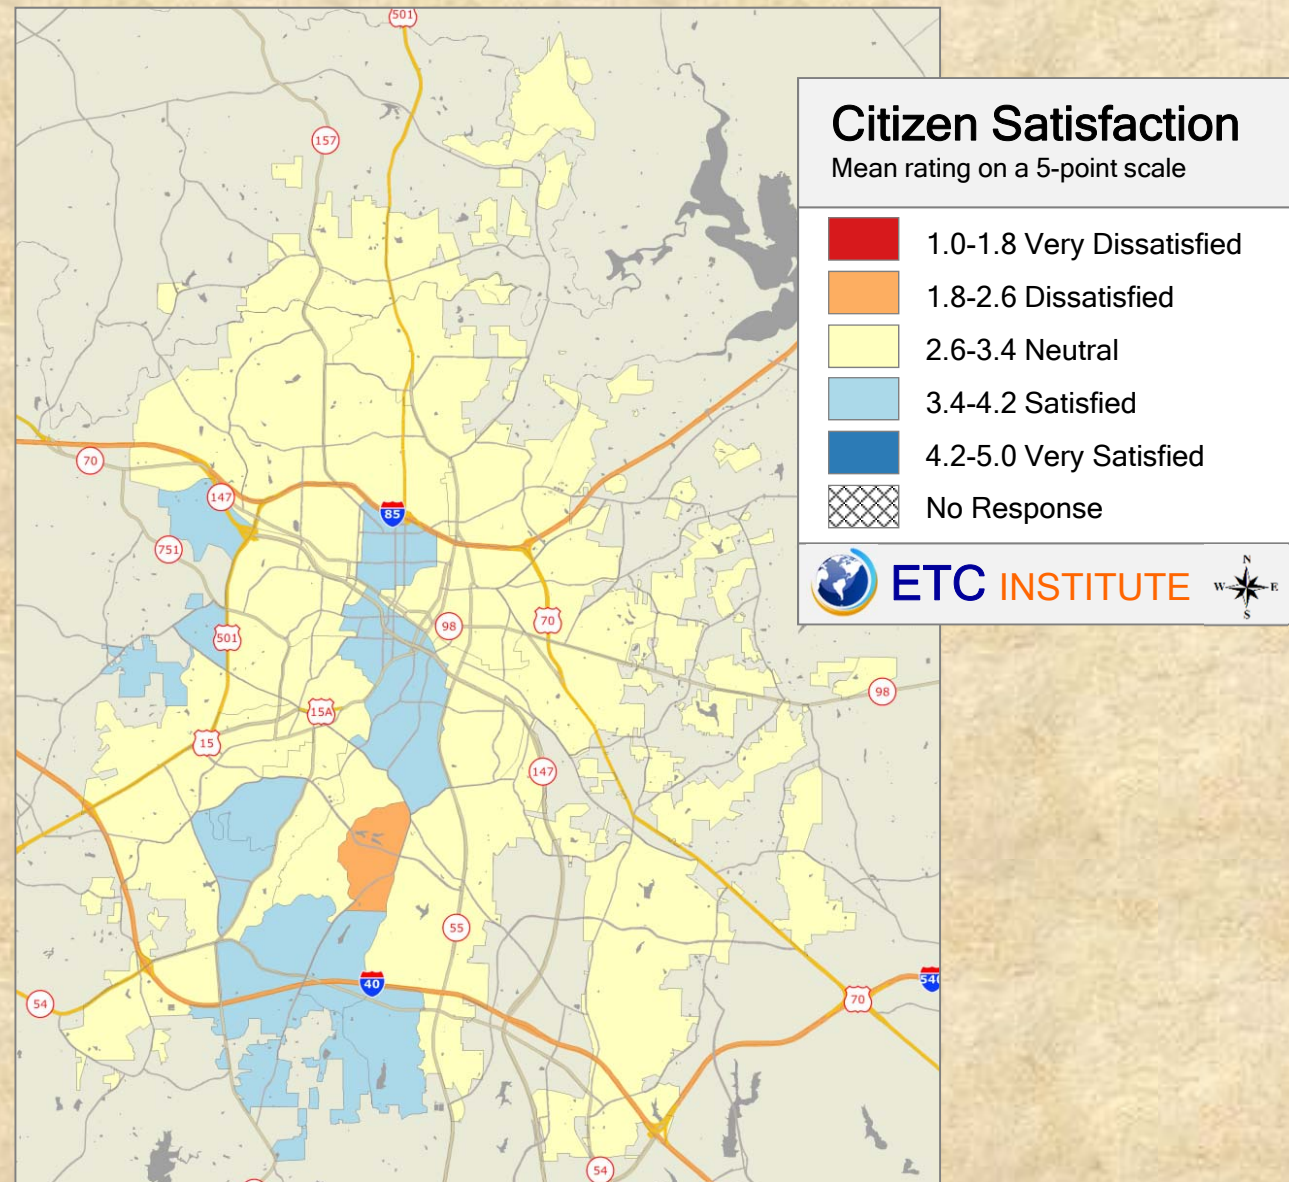 501
157
Citizen Satisfaction
Mean rating on a 5-point scale
1.0-1.8 Very Dissatisfied
1.8-2.6 Dissatisfied
2.6-3.4 Neutral
3.4-4.2 Satisfied
4.2-5.0 Very Satisfied
No Response
ETC INSTITUTE
N
W E
S
70
147
85
751
501
98
70
15A
15
98
147
55
40
54
70
540
54